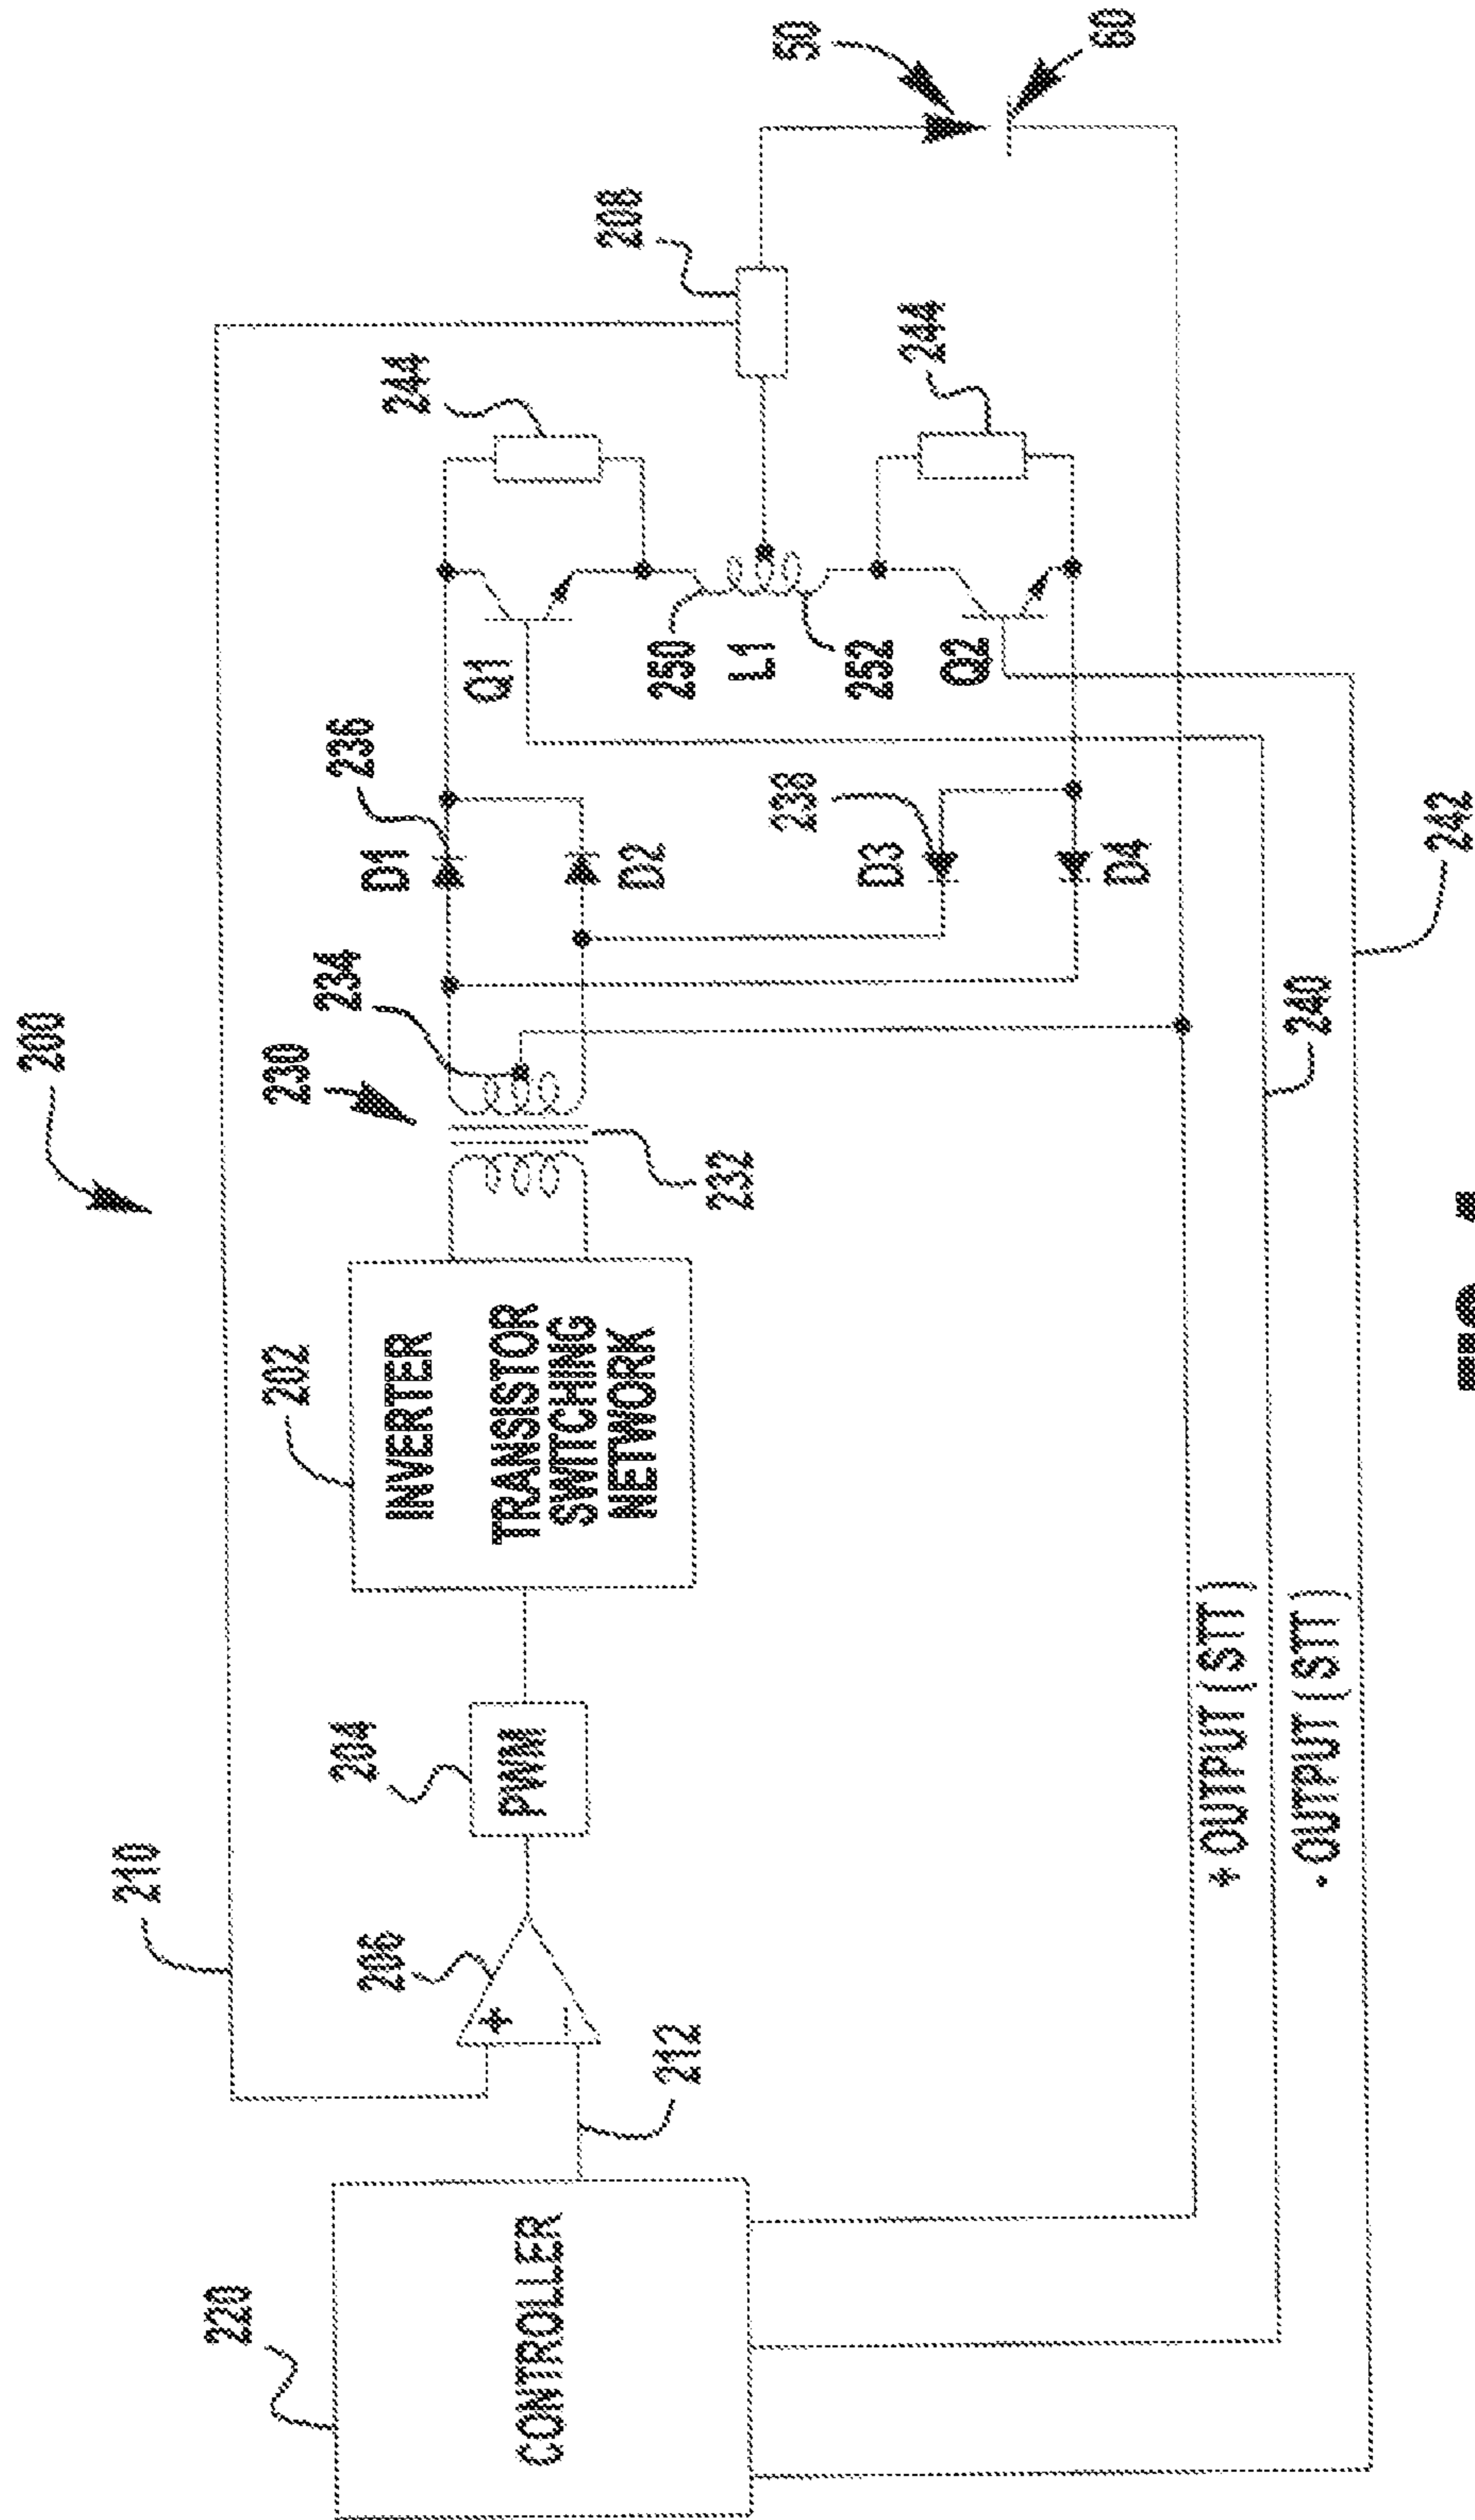 200
210
220
CONTROLLER
212
206
+
−
204
PWM
202
INVERTER
TRANSISTOR
SWITCHING
NETWORK
230
232
234
236
D1
D2
238
D3
D4
Q1
244
250
L1
252
Q2
244
208
50
60
+ OUTPUT (STT)
- OUTPUT (STT)
240
242